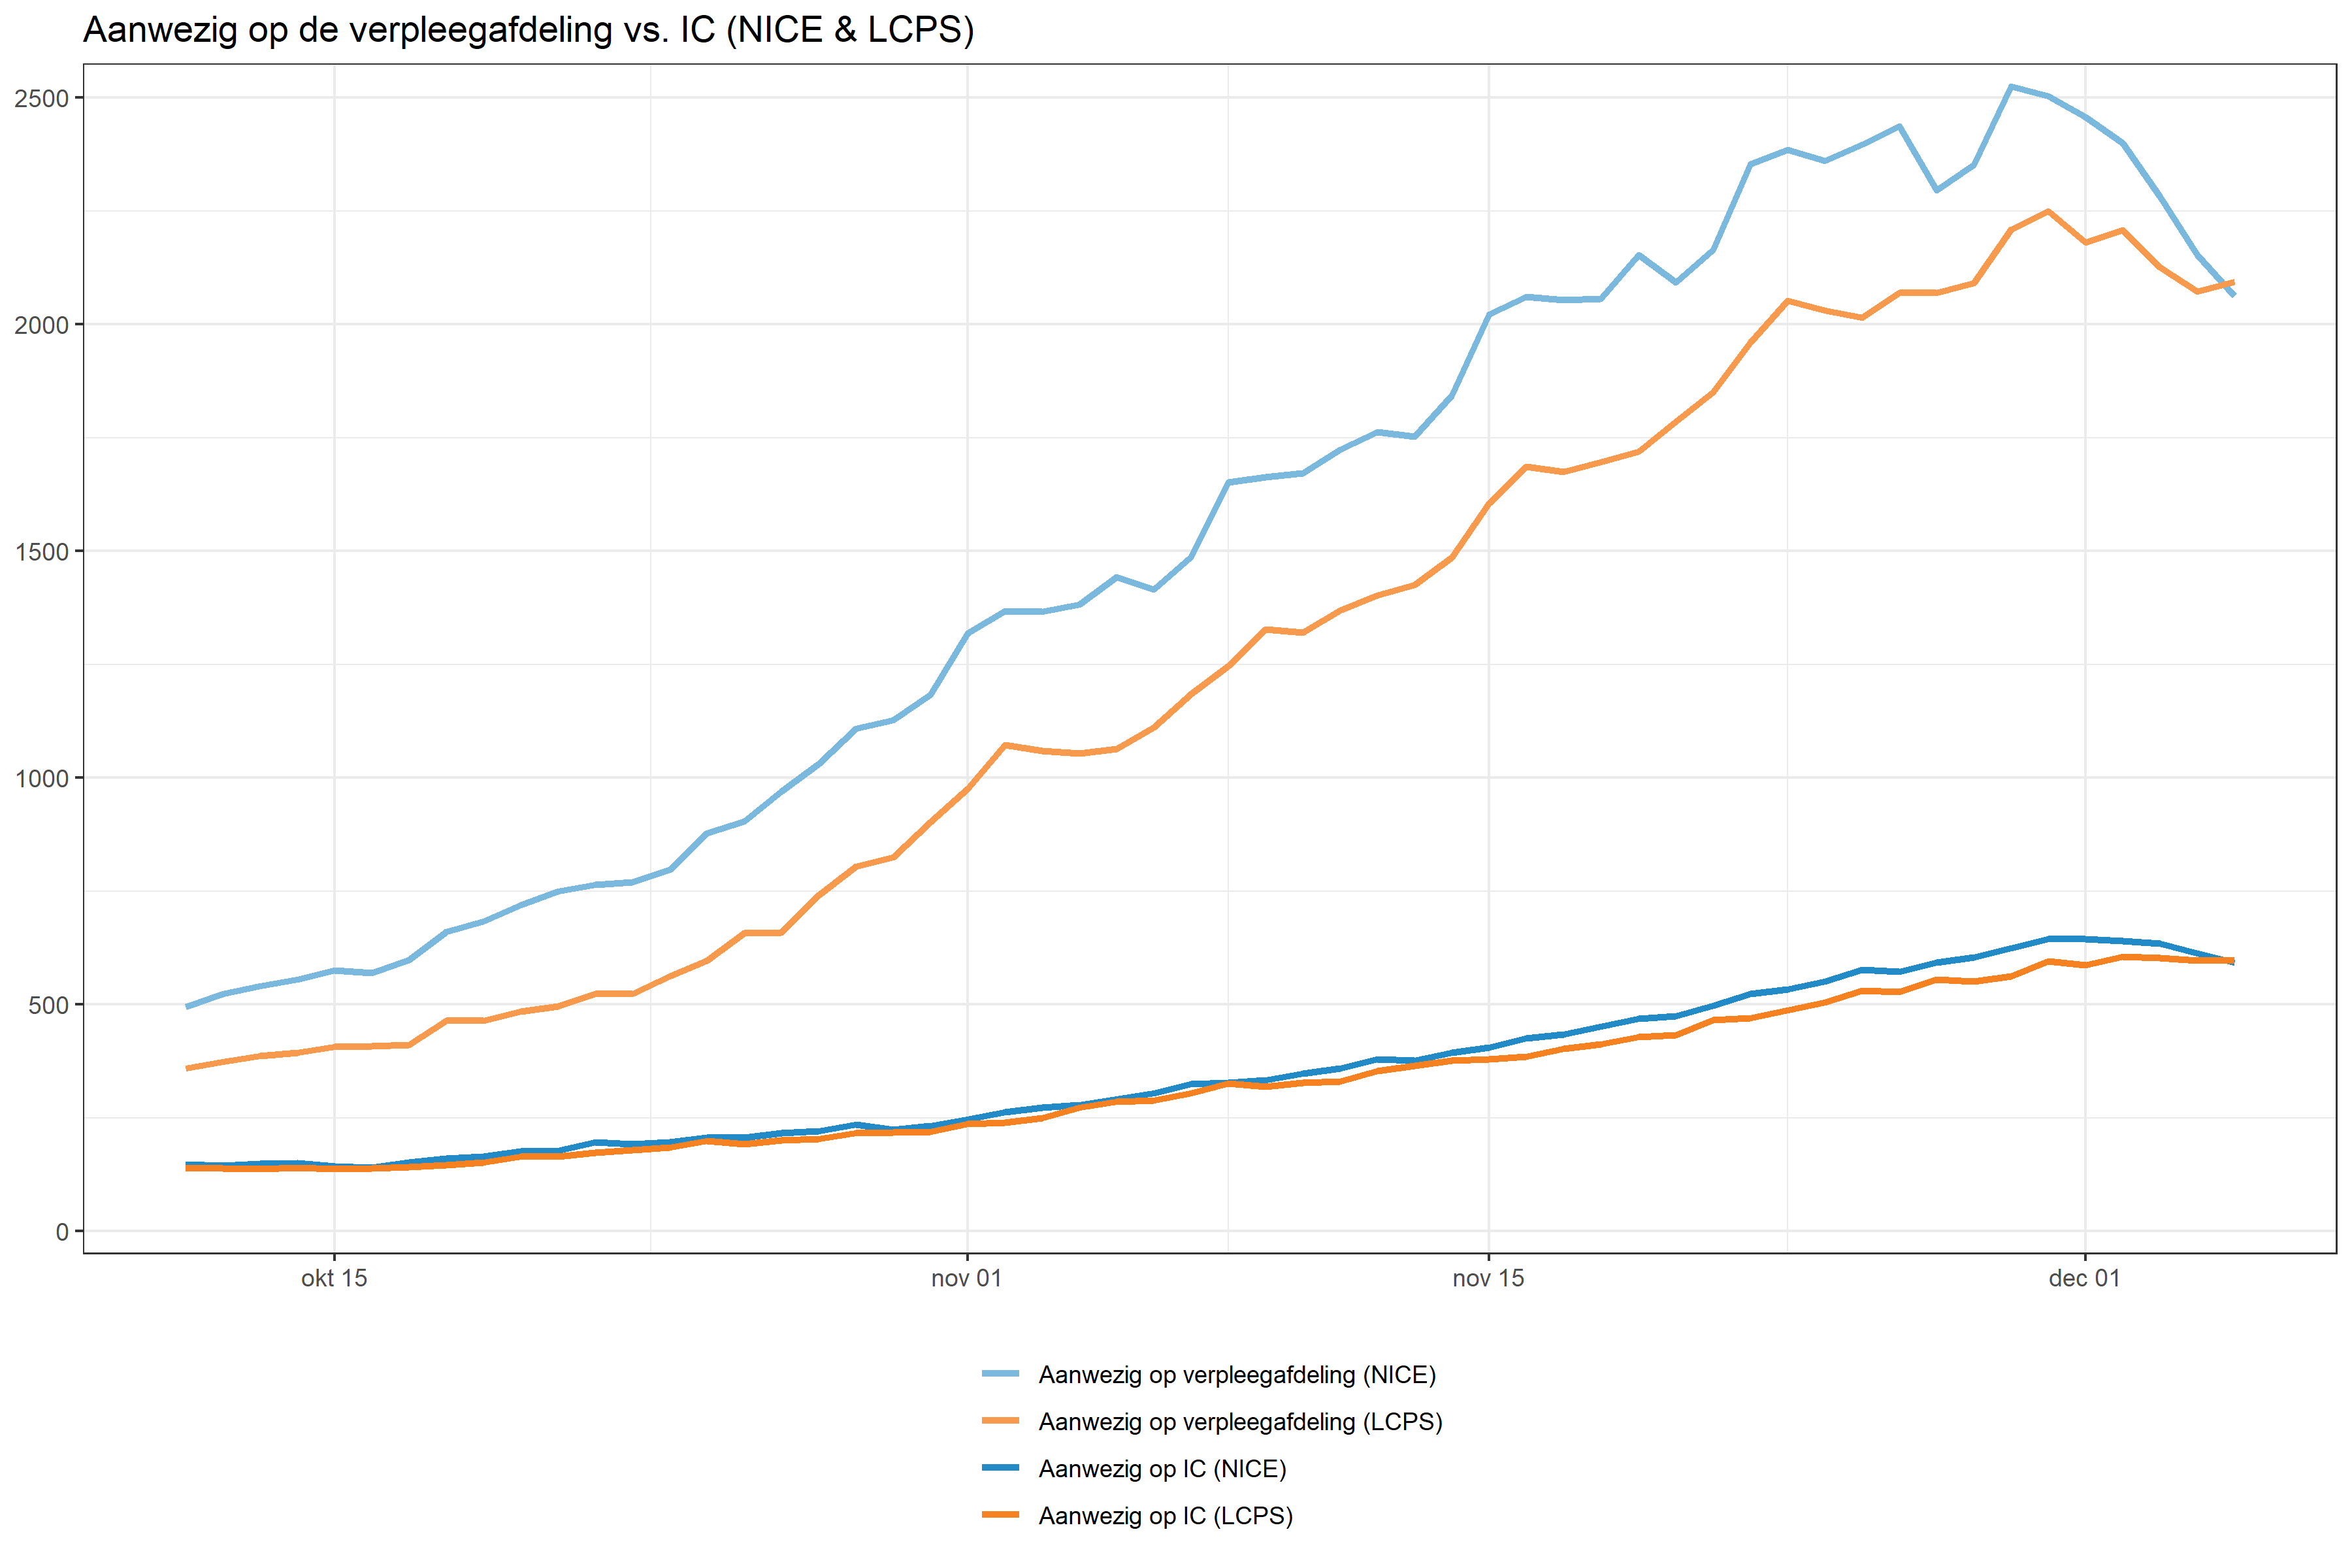 Aanwezig op de verpleegafdeling vs. IC (NICE & LCPS)
2500
2000
1500
1000
500
0
okt 15 nov 01 nov 15 dec 01
Aanwezig op verpleegafdeling (NICE)
Aanwezig op verpleegafdeling (LCPS)
Aanwezig op IC (NICE)
Aanwezig op IC (LCPS)